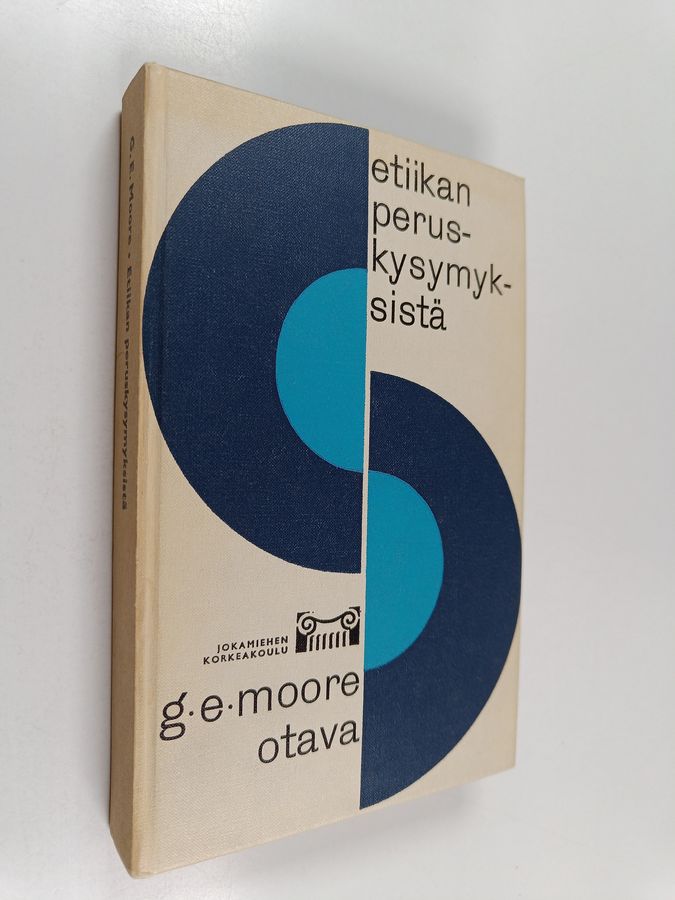 etiikan
perus-
kysymyk-
sistä
JOKAMIEHEN
KORKEAKOULU
g·e·moore
otava
G. E. Moore • Etiikan peruskysymyksistä